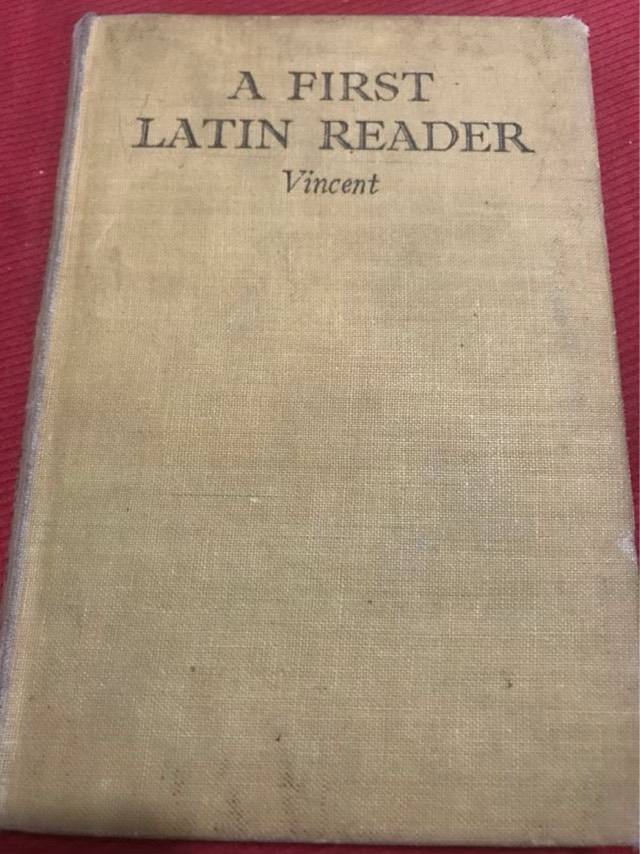 A FIRST
LATIN READER
Vincent